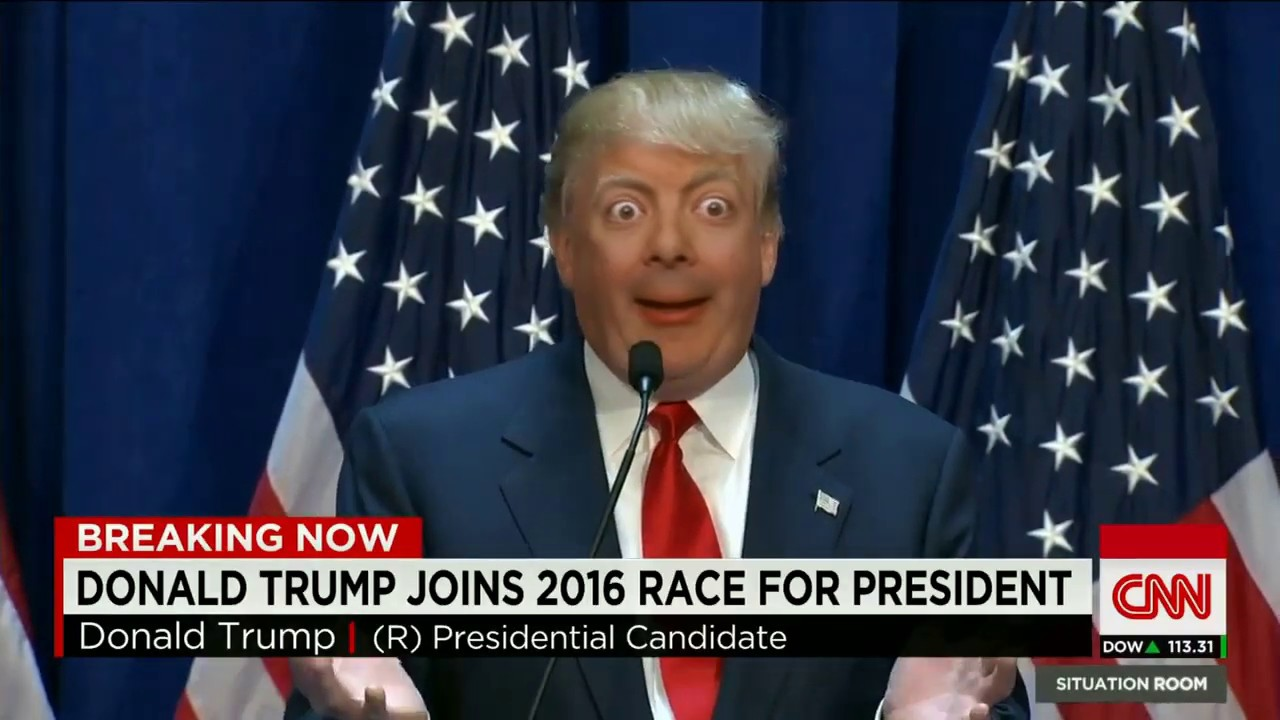 BREAKING NOW
DONALD TRUMP JOINS 2016 RACE FOR PRESIDENT
Donald Trump | (R) Presidential Candidate
CNN
DOW ▲ 113.31
SITUATION ROOM